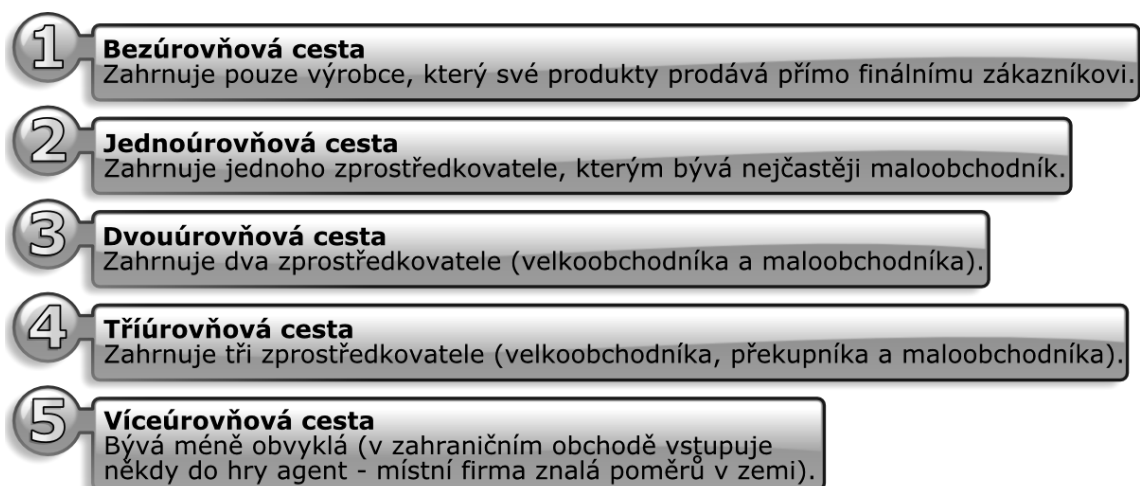 1
Bezúrovňová cesta
Zahrnuje pouze výrobce, který své produkty prodává přímo finálnímu zákazníkovi.
2
Jednoúrovňová cesta
Zahrnuje jednoho zprostředkovatele, kterým bývá nejčastěji maloobchodník.
3
Dvouúrovňová cesta
Zahrnuje dva zprostředkovatele (velkoobchodníka a maloobchodníka).
4
Tříúrovňová cesta
Zahrnuje tři zprostředkovatele (velkoobchodníka, překupníka a maloobchodníka).
5
Víceúrovňová cesta
Bývá méně obvyklá (v zahraničním obchodě vstupuje
někdy do hry agent - místní firma znalá poměrů v zemi).